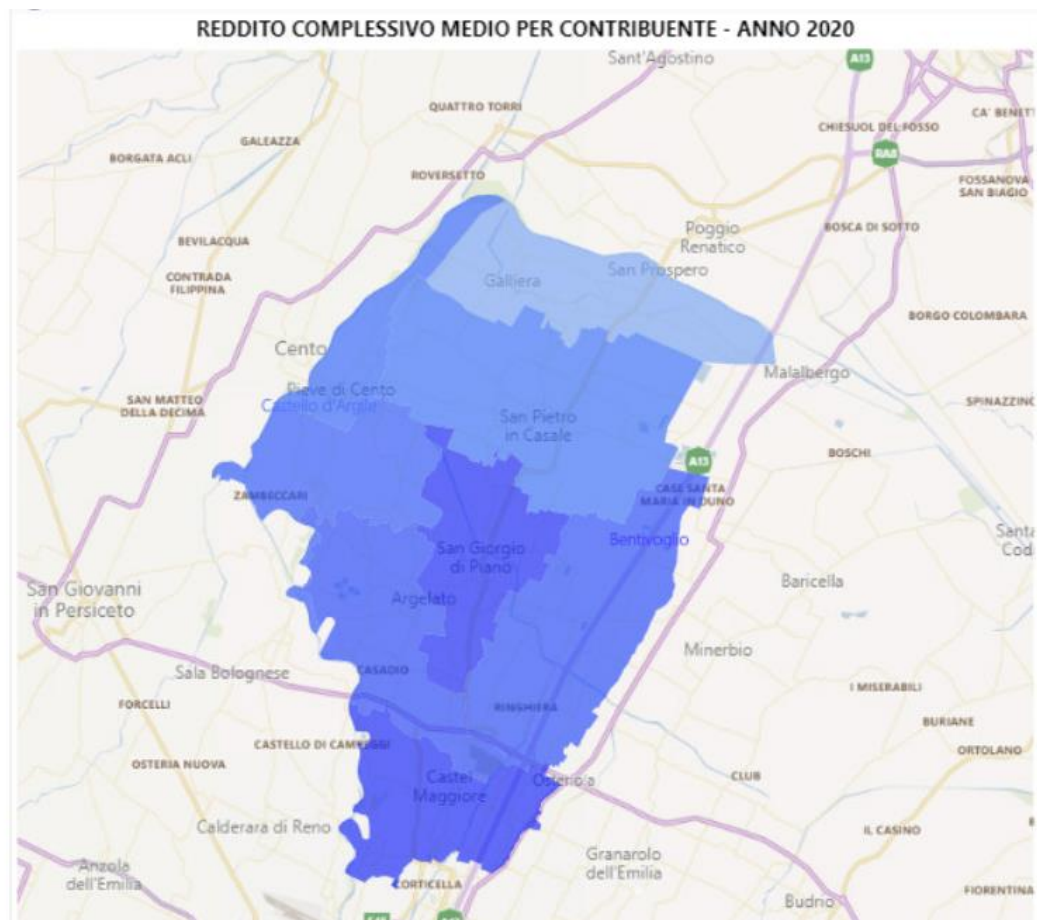 REDDITO COMPLESSIVO MEDIO PER CONTRIBUENTE - ANNO 2020
Sant'Agostino
A13
QUATTRO TORRI
CA' BENETT
CHIESUOL DEL FOSSO
GALEAZZA
BORGATA ACLI
RA8
ROVERSETTO
FOSSANOVA
SAN BIAGIO
Poggio
Renatico
BOSCA DI SOTTO
BEVILACQUA
San Prospero
CONTRADA
FILIPPINA
Galliera
BORGO COLOMBARA
Cento
Malalbergo
Pieve di Cento
Castello d'Argile
SAN MATTEO
DELLA DECIMA
SPINAZZINO
San Pietro
in Casale
BOSCHI
A13
CASE SANTA
MARIA IN DUNO
ZAMBECCARI
Santa
Cod
Bentivoglio
San Giorgio
di Piano
Baricella
San Giovanni
in Persiceto
Argelato
Minerbio
CASADIO
Sala Bolognese
I MISERABILI
FORCELLI
RINGHIERA
BURIANE
CASTELLO DI CAMPEGGI
ORTOLANO
OSTERIA NUOVA
Castel
Maggiore
Osteriola
CLUB
Calderara di Reno
IL CASINO
Granarolo
dell'Emilia
Anzola
dell'Emilia
CORTICELLA
FIORENTINA
Budrio